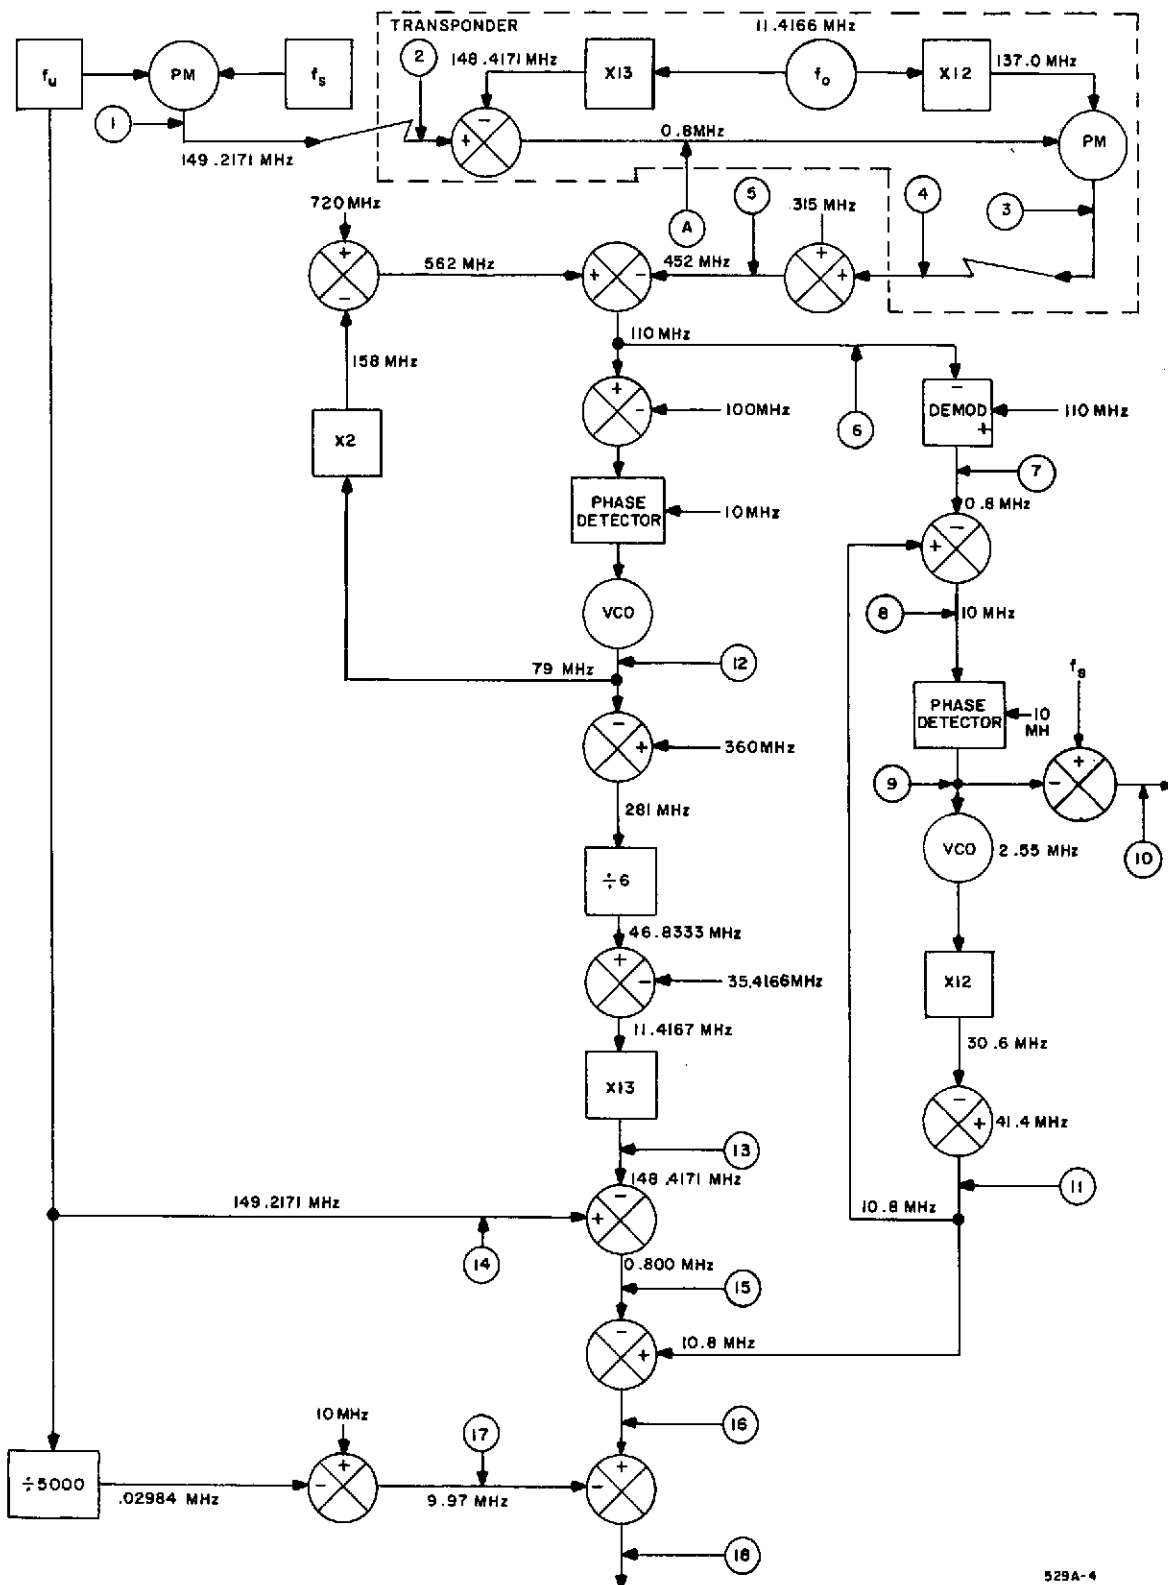 TRANSPONDER
11.4166 MHz
f_u
PM
f_s
2
148.4171 MHz
X13
f_o
X12
137.0 MHz
1
149.2171 MHz
−
+
0.8MHz
PM
720 MHz
5
315 MHz
4
3
A
+
−
562 MHz
+
−
452 MHz
+
+
110 MHz
158 MHz
+
−
100MHz
6
−
DEMOD
+
110 MHz
X2
7
PHASE
DETECTOR
10MHz
0.8 MHz
−
+
VCO
8
10 MHz
79 MHz
12
f_s
PHASE
DETECTOR
10
MH
−
+
360MHz
9
+
−
281 MHz
VCO
2.55 MHz
10
÷6
46.8333 MHz
+
−
35.4166MHz
X12
11.4167 MHz
30.6 MHz
X13
−
+
41.4 MHz
13
148.4171 MHz
11
149.2171 MHz
−
+
10.8 MHz
14
0.800 MHz
15
−
+
10.8 MHz
10 MHz
17
16
÷5000
.02984 MHz
+
−
9.97 MHz
+
−
18
529A-4